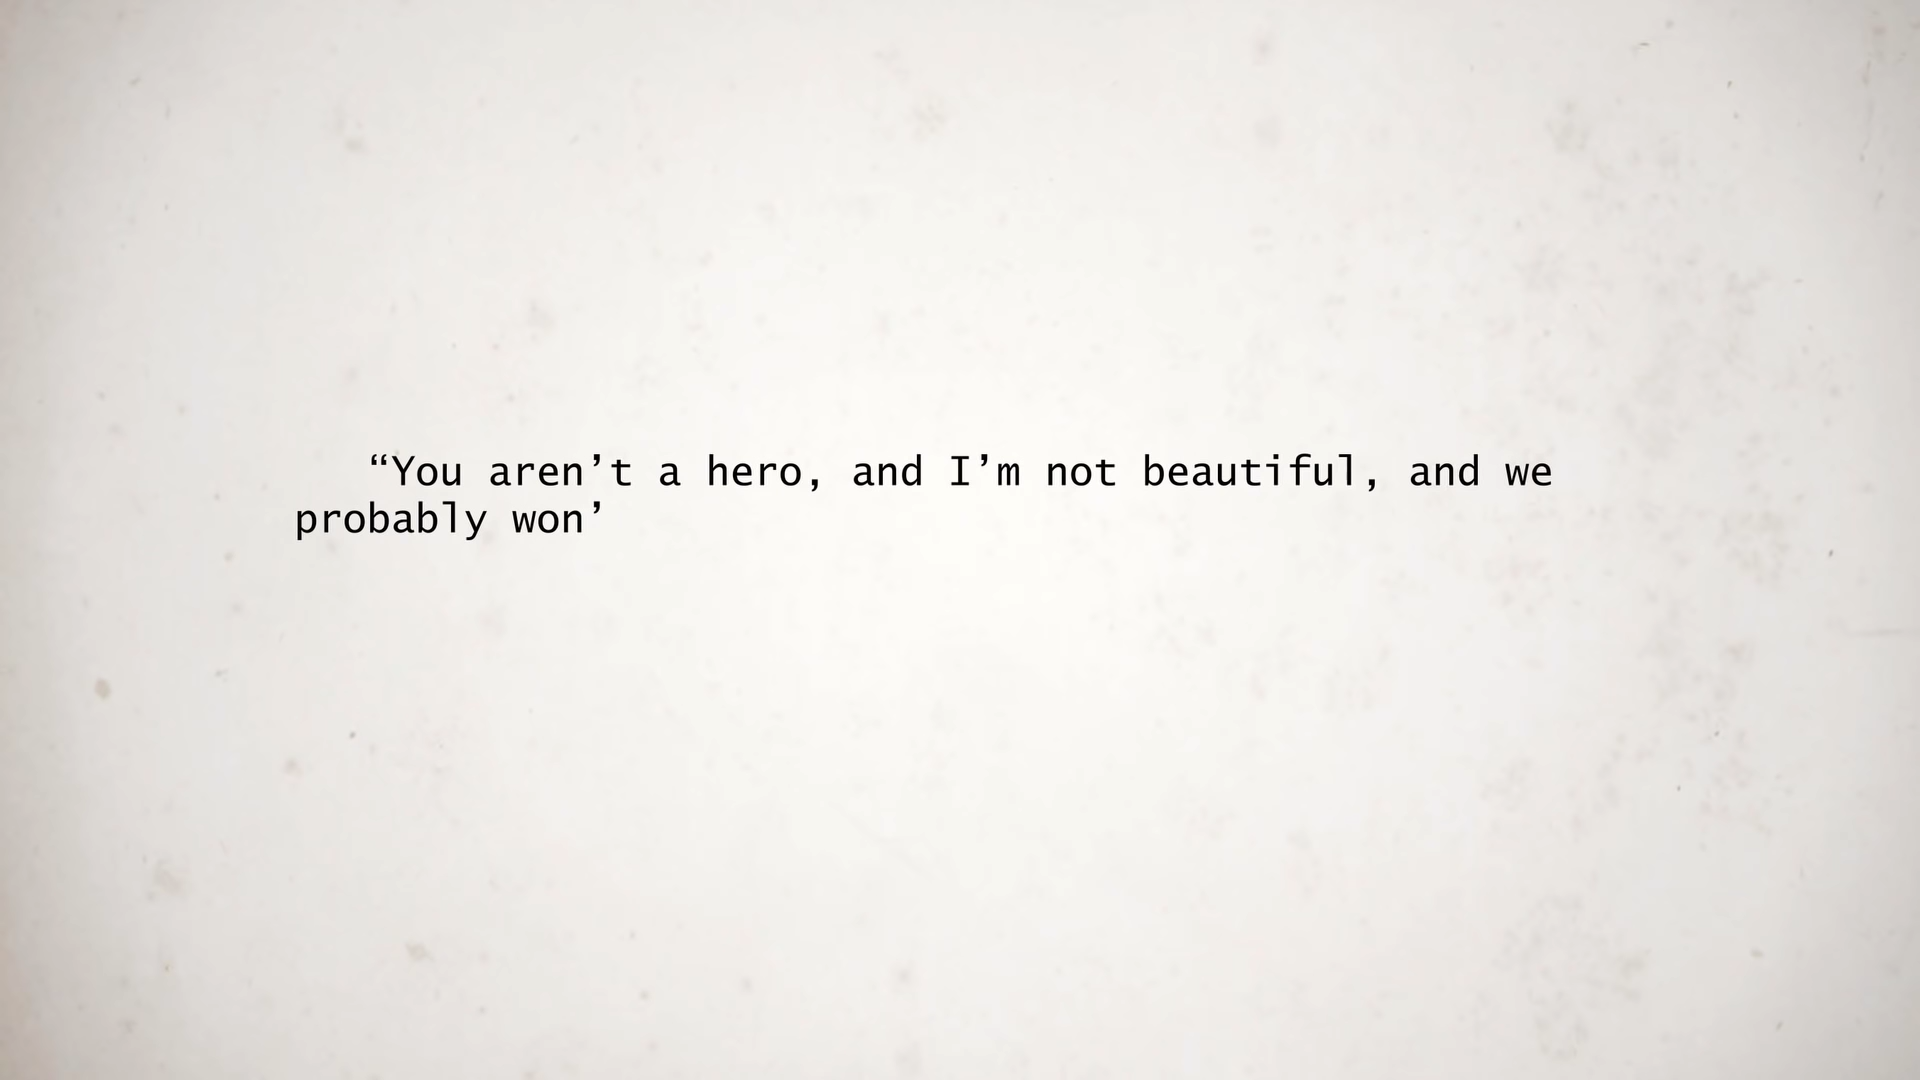 “You aren’t a hero, and I’m not beautiful, and we
probably won’